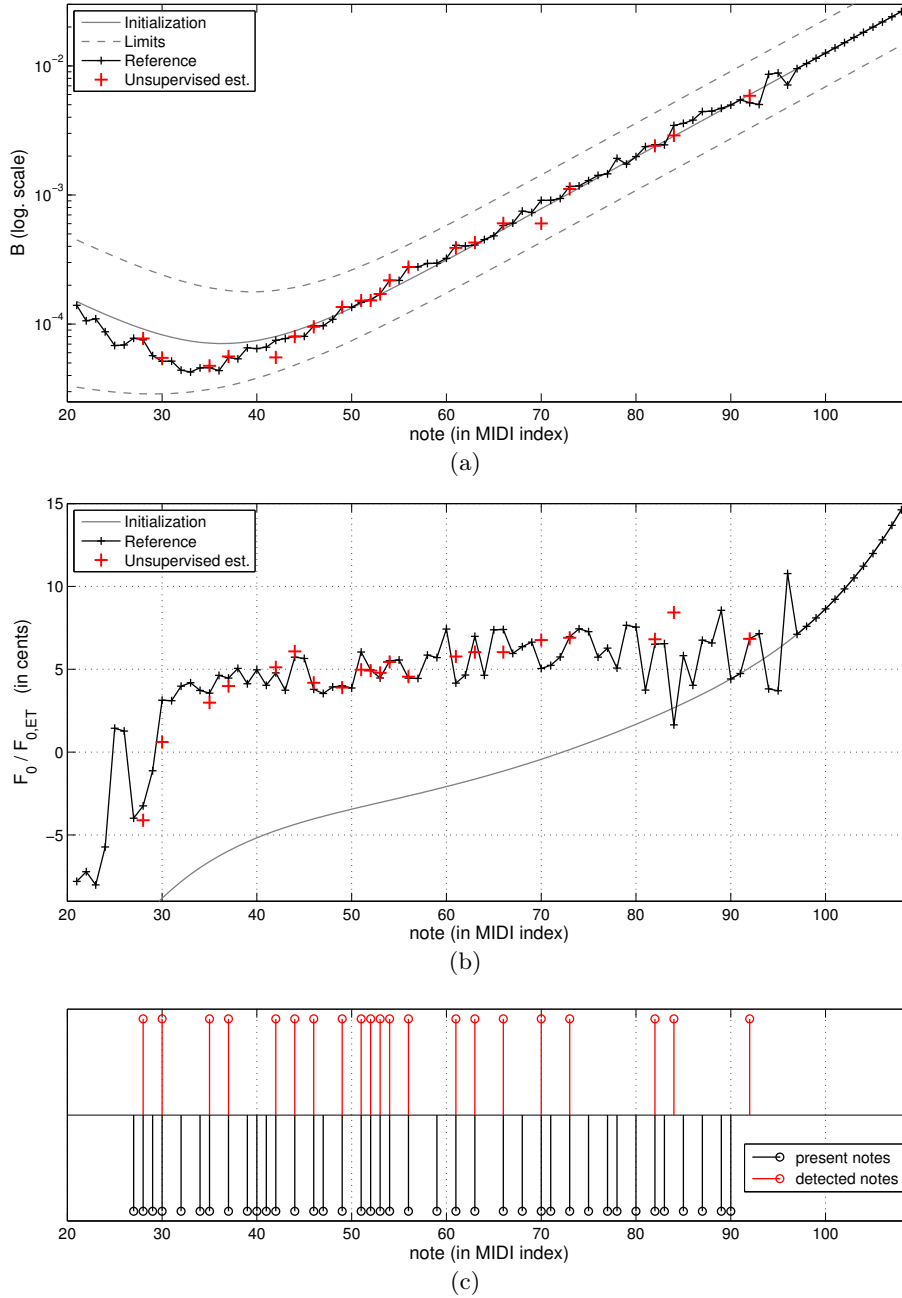 Initialization
Limits
Reference
Unsupervised est.
B (log. scale)
10^−2
10^−3
10^−4
20 30 40 50 60 70 80 90 100
note (in MIDI index)
(a)
Initialization
Reference
Unsupervised est.
F_0 / F_{0,ET} (in cents)
15
10
5
0
−5
20 30 40 50 60 70 80 90 100
note (in MIDI index)
(b)
present notes
detected notes
20 30 40 50 60 70 80 90 100
note (in MIDI index)
(c)